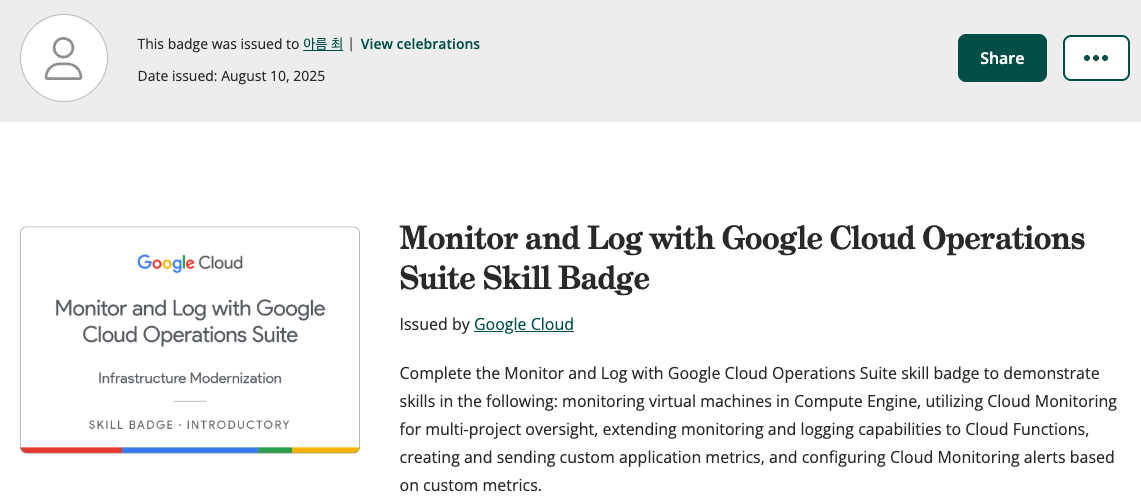 This badge was issued to 아름 최 | View celebrations
Date issued: August 10, 2025
Share
Google Cloud
Monitor and Log with Google
Cloud Operations Suite
Infrastructure Modernization
SKILL BADGE · INTRODUCTORY
Monitor and Log with Google Cloud Operations
Suite Skill Badge
Issued by Google Cloud
Complete the Monitor and Log with Google Cloud Operations Suite skill badge to demonstrate
skills in the following: monitoring virtual machines in Compute Engine, utilizing Cloud Monitoring
for multi-project oversight, extending monitoring and logging capabilities to Cloud Functions,
creating and sending custom application metrics, and configuring Cloud Monitoring alerts based
on custom metrics.